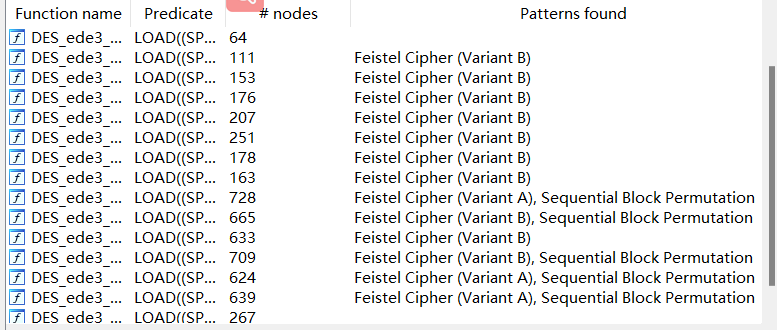 Function name Predicate # nodes Patterns found
DES_ede3_... LOAD((SP... 64
DES_ede3_... LOAD((SP... 111 Feistel Cipher (Variant B)
DES_ede3_... LOAD((SP... 153 Feistel Cipher (Variant B)
DES_ede3_... LOAD((SP... 176 Feistel Cipher (Variant B)
DES_ede3_... LOAD((SP... 207 Feistel Cipher (Variant B)
DES_ede3_... LOAD((SP... 251 Feistel Cipher (Variant B)
DES_ede3_... LOAD((SP... 178 Feistel Cipher (Variant B)
DES_ede3_... LOAD((SP... 163 Feistel Cipher (Variant B)
DES_ede3_... LOAD((SP... 728 Feistel Cipher (Variant A), Sequential Block Permutation
DES_ede3_... LOAD((SP... 665 Feistel Cipher (Variant B), Sequential Block Permutation
DES_ede3_... LOAD((SP... 633 Feistel Cipher (Variant B)
DES_ede3_... LOAD((SP... 709 Feistel Cipher (Variant B), Sequential Block Permutation
DES_ede3_... LOAD((SP... 624 Feistel Cipher (Variant A), Sequential Block Permutation
DES_ede3_... LOAD((SP... 639 Feistel Cipher (Variant A), Sequential Block Permutation
DES_ede3_... LOAD((SP... 267